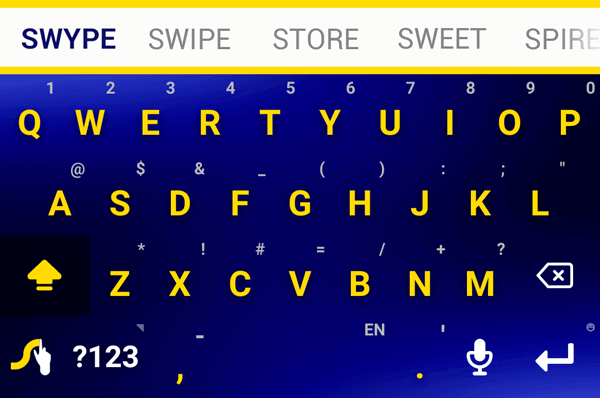 SWYPE SWIPE STORE SWEET SPIRE
1 2 3 4 5 6 7 8 9 0
Q W E R T Y U I O P
@ $ & _ ( ) : ; "
A S D F G H J K L
* ! # = / + ?
Z X C V B N M
- EN '
?123 , .